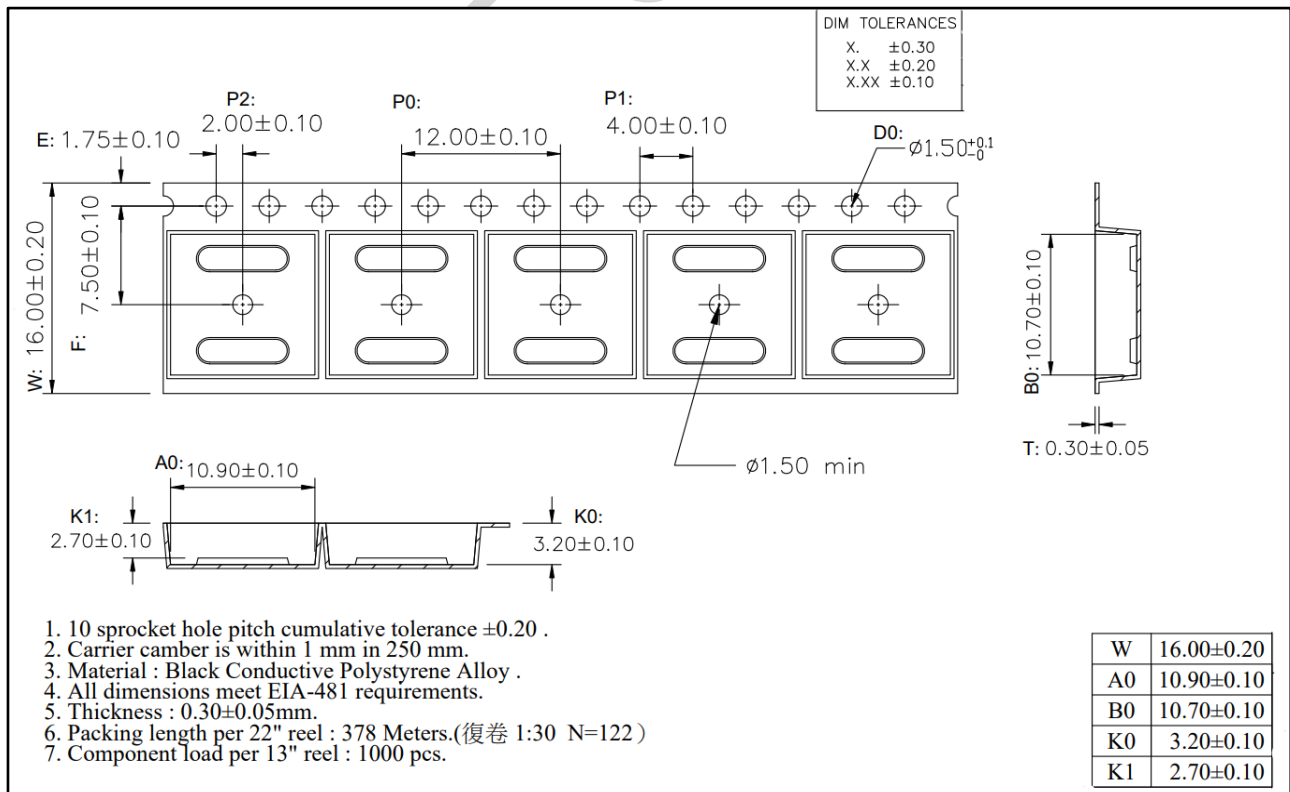 DIM TOLERANCES
X. ±0.30
X.X ±0.20
X.XX ±0.10
P2:
2.00±0.10
P0:
12.00±0.10
P1:
4.00±0.10
D0:
Ø1.50+0.1 -0
E: 1.75±0.10
F: 7.50±0.10
W: 16.00±0.20
B0: 10.70±0.10
T: 0.30±0.05
Ø1.50 min
A0: 10.90±0.10
K1:
2.70±0.10
K0:
3.20±0.10
1. 10 sprocket hole pitch cumulative tolerance ±0.20 .
2. Carrier camber is within 1 mm in 250 mm.
3. Material : Black Conductive Polystyrene Alloy .
4. All dimensions meet EIA-481 requirements.
5. Thickness : 0.30±0.05mm.
6. Packing length per 22" reel : 378 Meters.(復卷 1:30 N=122 )
7. Component load per 13" reel : 1000 pcs.
W 16.00±0.20
A0 10.90±0.10
B0 10.70±0.10
K0 3.20±0.10
K1 2.70±0.10